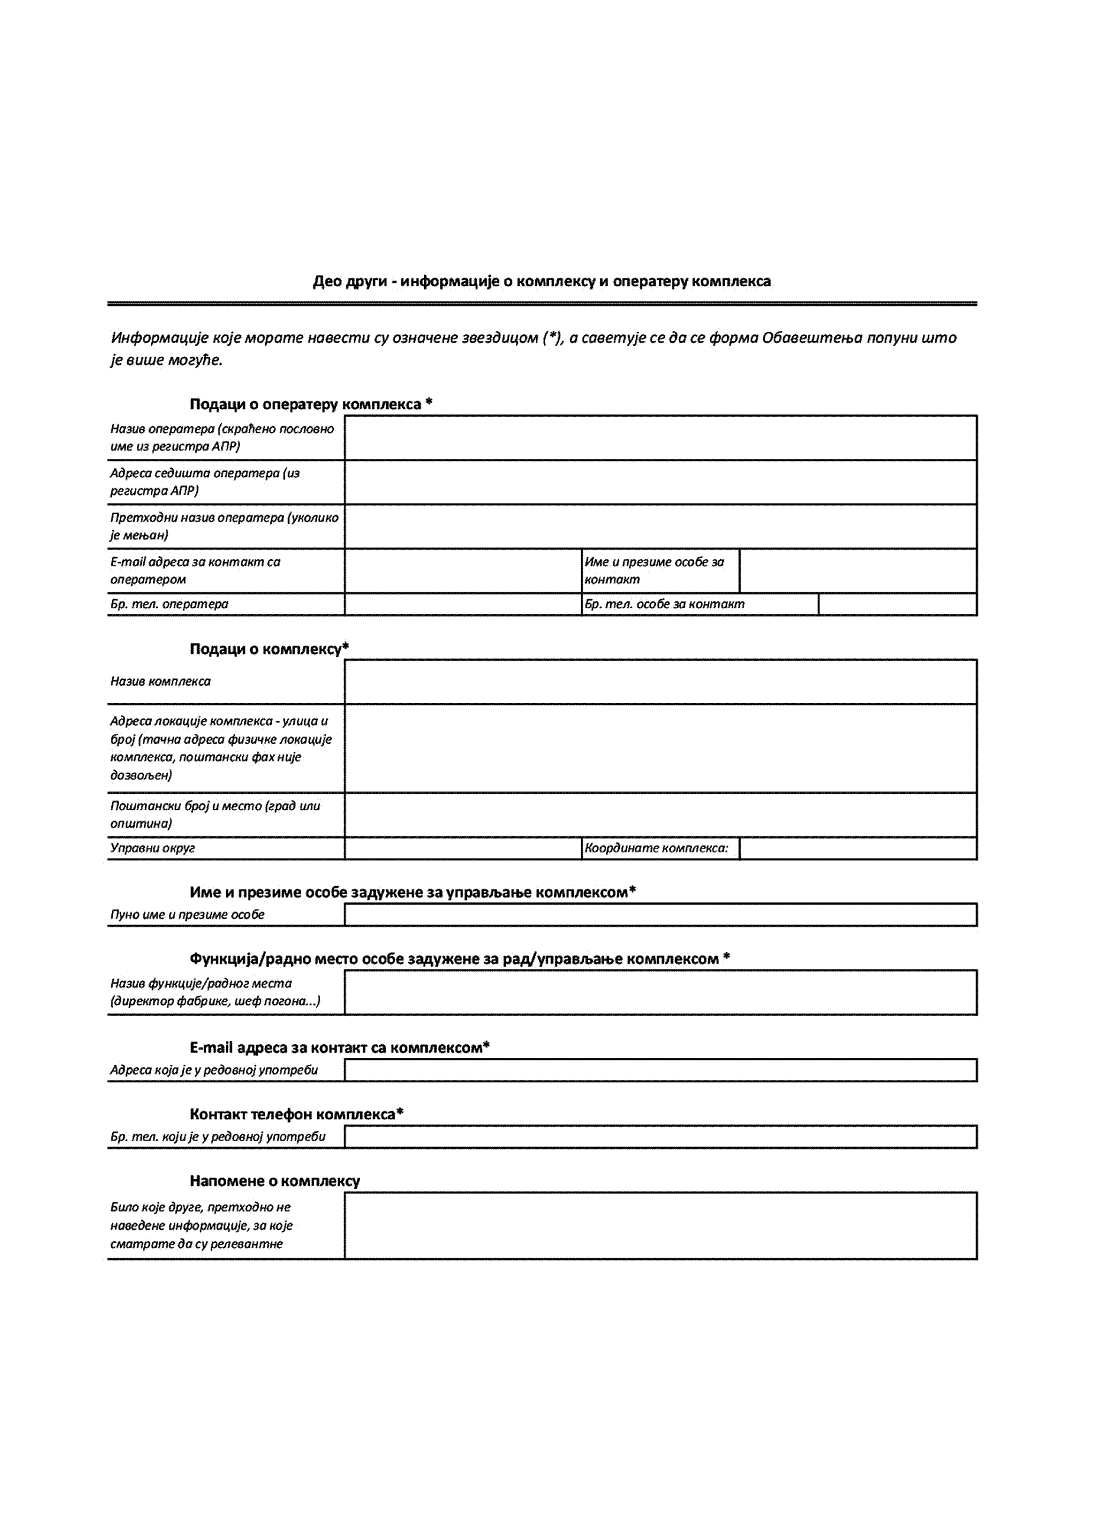 Део други - информације о комплексу и оператеру комплекса
Информације које морате навести су означене звездицом (*), а саветује се да се форма Обавештења попуни што
је више могуће.
Подаци о оператеру комплекса *
Назив оператера (скраћено пословно
име из регистра АПР)
Адреса седишта оператера (из
регистра АПР)
Претходни назив оператера (уколико
је мењан)
E-mail адреса за контакт са
оператером
Име и презиме особе за
контакт
Бр. тел. оператера
Бр. тел. особе за контакт
Подаци о комплексу*
Назив комплекса
Адреса локације комплекса - улица и
број (тачна адреса физичке локације
комплекса, поштански фах није
дозвољен)
Поштански број и место (град или
општина)
Управни округ
Координате комплекса:
Име и презиме особе задужене за управљање комплексом*
Пуно име и презиме особе
Функција/радно место особе задужене за рад/управљање комплексом *
Назив функције/радног места
(директор фабрике, шеф погона...)
E-mail адреса за контакт са комплексом*
Адреса која је у редовној употреби
Контакт телефон комплекса*
Бр. тел. који је у редовној употреби
Напомене о комплексу
Било које друге, претходно не
наведене информације, за које
сматрате да су релевантне